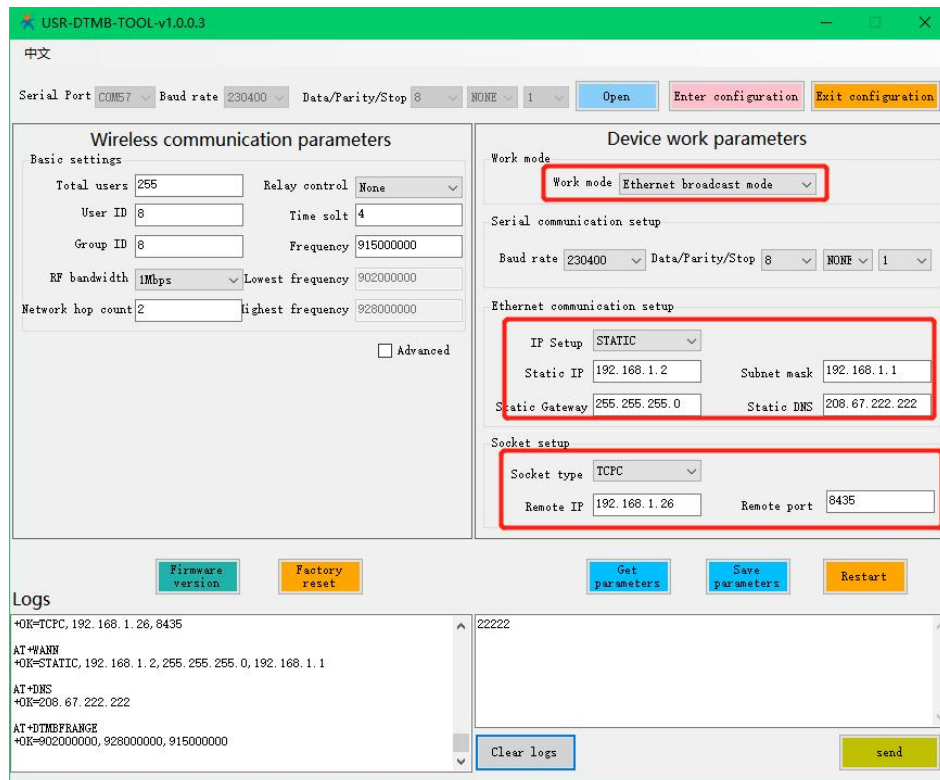 USR-DTMB-TOOL-v1.0.0.3
中文
Serial Port COM57 Baud rate 230400 Data/Parity/Stop 8 NONE 1 Open Enter configuration Exit configuration
Wireless communication parameters
Basic settings
Total users 255 Relay control None
User ID 8 Time solt 4
Group ID 8 Frequency 915000000
RF bandwidth 1Mbps Lowest frequency 902000000
Network hop count 2 Highest frequency 928000000
Advanced
Device work parameters
Work mode
Work mode Ethernet broadcast mode
Serial communication setup
Baud rate 230400 Data/Parity/Stop 8 NONE 1
Ethernet communication setup
IP Setup STATIC
Static IP 192.168.1.2 Subnet mask 192.168.1.1
Static Gateway 255.255.255.0 Static DNS 208.67.222.222
Socket setup
Socket type TCPC
Remote IP 192.168.1.26 Remote port 8435
Firmware version
Factory reset
Get parameters
Save parameters
Restart
Logs
+OK=TCPC,192.168.1.26,8435
AT+WANN
+OK=STATIC,192.168.1.2,255.255.255.0,192.168.1.1
AT+DNS
+OK=208.67.222.222
AT+DTMBFRANGE
+OK=902000000,928000000,915000000
22222
Clear logs
send